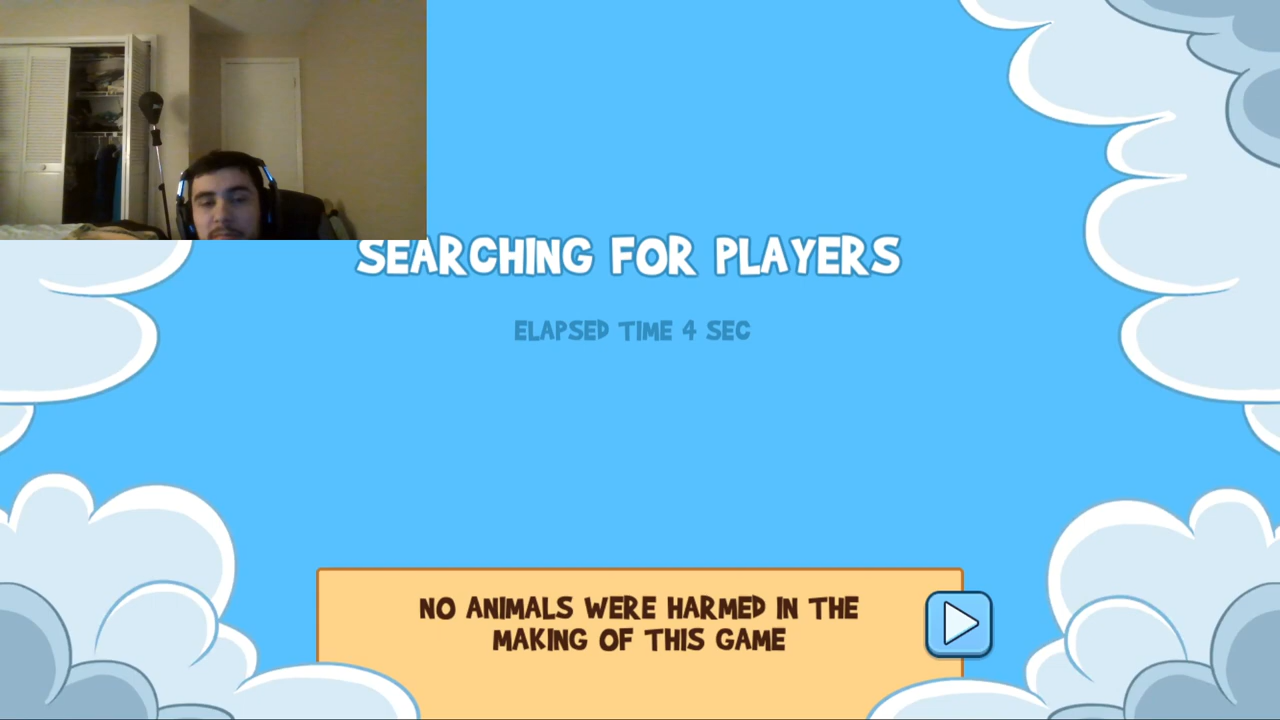 SEARCHING FOR PLAYERS
ELAPSED TIME 4 SEC
NO ANIMALS WERE HARMED IN THE
MAKING OF THIS GAME